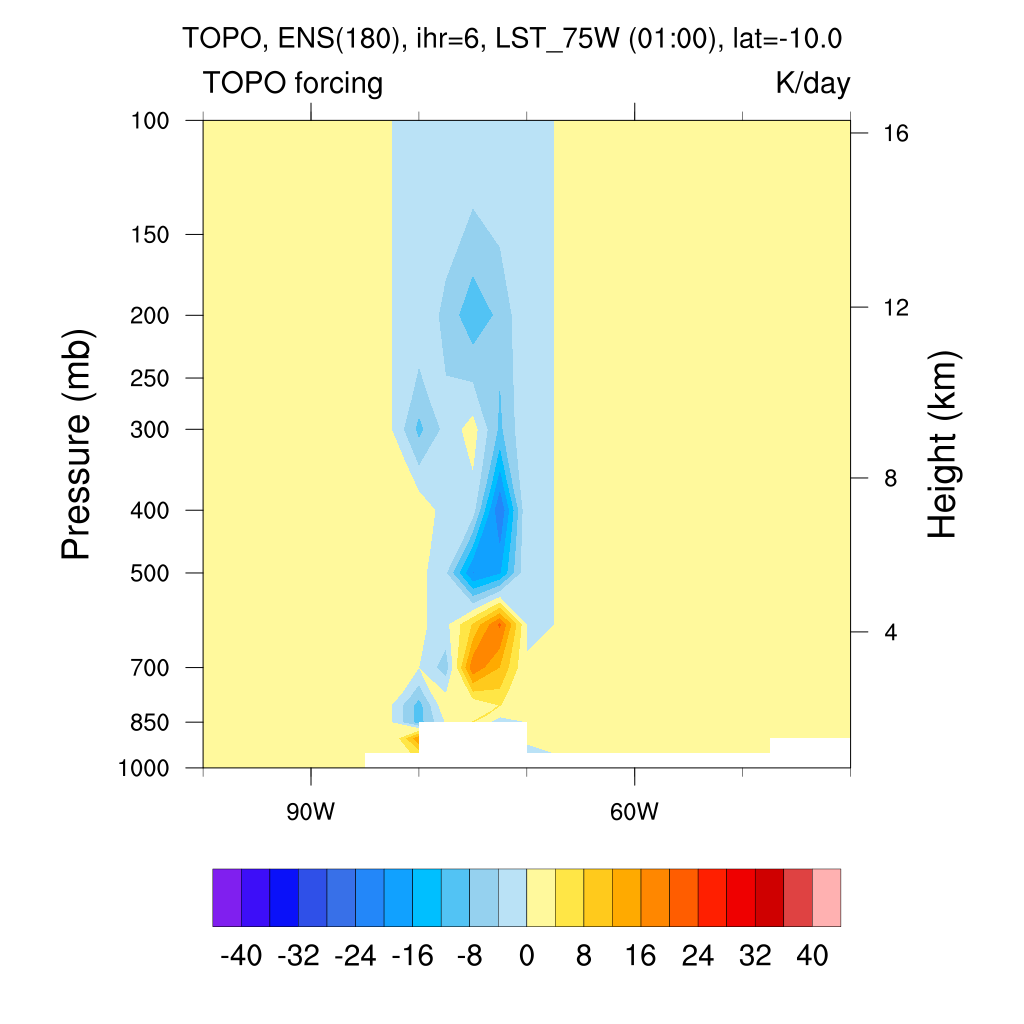 TOPO, ENS(180), ihr=6, LST_75W (01:00), lat=-10.0
TOPO forcing K/day
100
150
200
250
300
400
500
700
850
1000
Pressure (mb)
16
12
8
4
Height (km)
90W 60W
-40 -32 -24 -16 -8 0 8 16 24 32 40